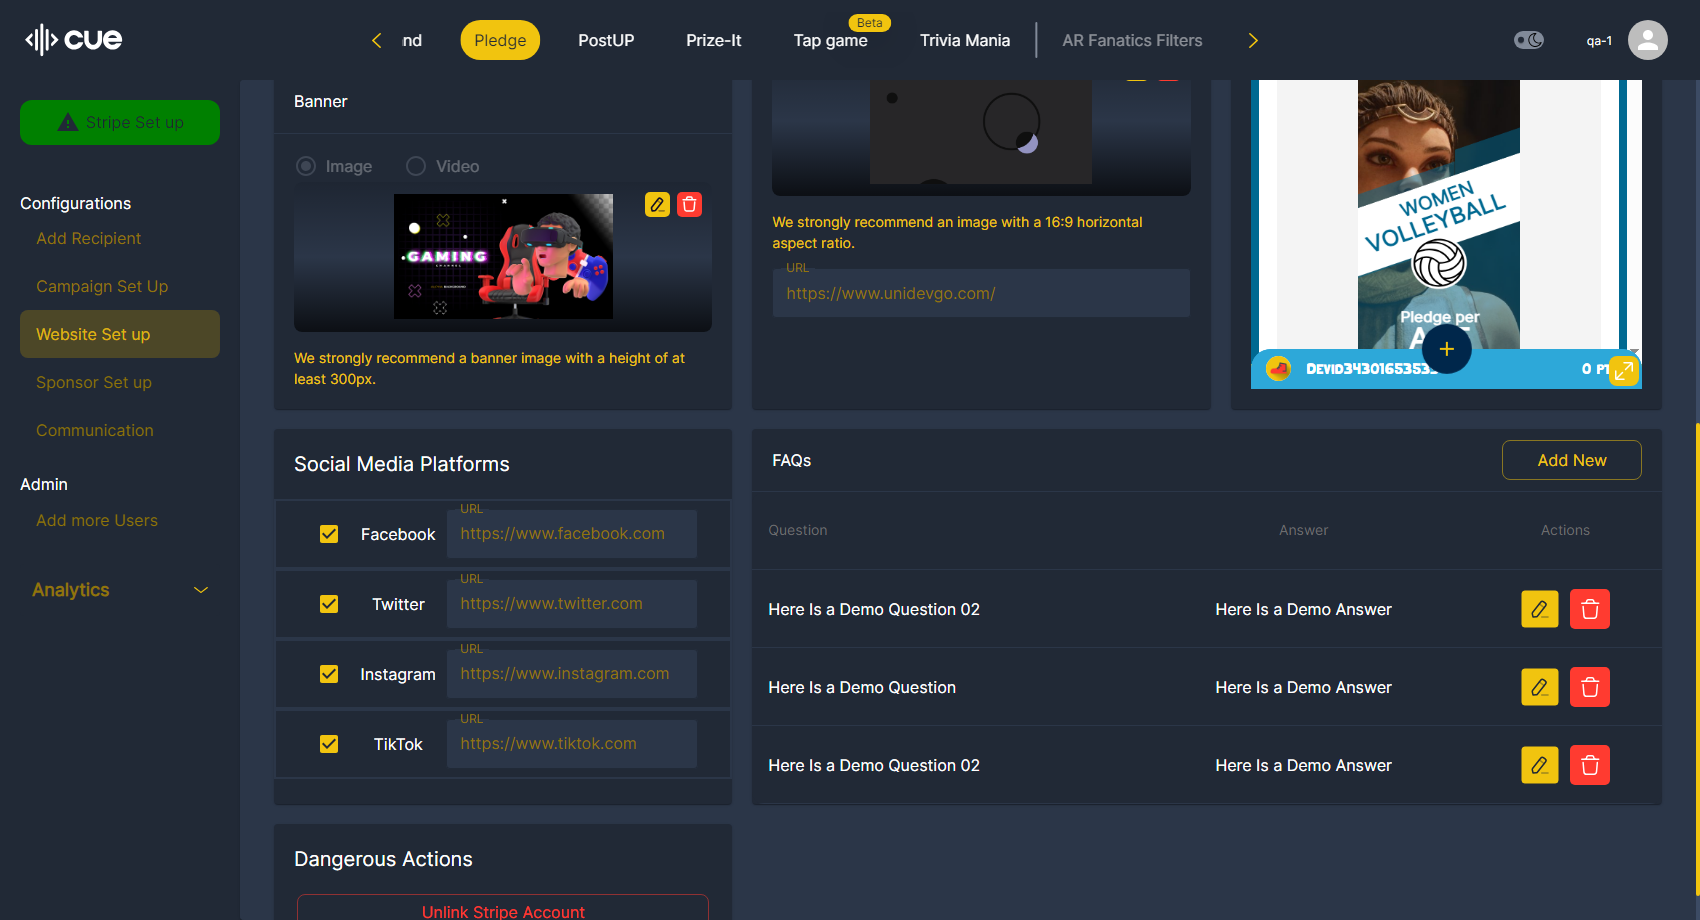 cue
nd
Pledge
PostUP
Prize-It
Beta
Tap game
Trivia Mania
AR Fanatics Filters
qa-1
Stripe Set up
Configurations
Add Recipient
Campaign Set Up
Website Set up
Sponsor Set up
Communication
Admin
Add more Users
Analytics
Banner
Image
Video
GAMING
We strongly recommend a banner image with a height of at
least 300px.
We strongly recommend an image with a 16:9 horizontal
aspect ratio.
URL
https://www.unidevgo.com/
WOMEN
VOLLEYBALL
Pledge per
DEVID34301653533
0 PT
Social Media Platforms
Facebook
URL
https://www.facebook.com
Twitter
URL
https://www.twitter.com
Instagram
URL
https://www.instagram.com
TikTok
URL
https://www.tiktok.com
FAQs
Add New
Question
Answer
Actions
Here Is a Demo Question 02
Here Is a Demo Answer
Here Is a Demo Question
Here Is a Demo Answer
Here Is a Demo Question 02
Here Is a Demo Answer
Dangerous Actions
Unlink Stripe Account